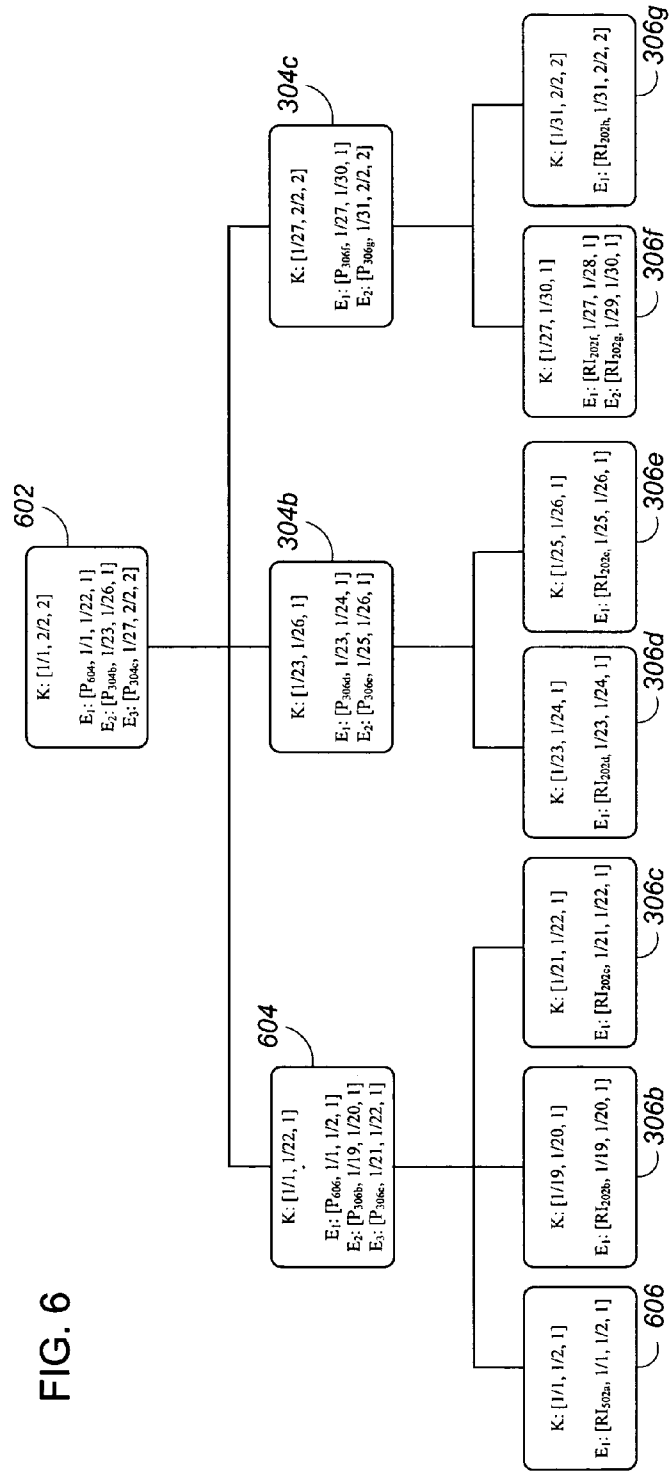 FIG. 6
602
K: [1/1, 2/2, 2]
E1: [P604, 1/1, 1/22, 1]
E2: [P304b, 1/23, 1/26, 1]
E3: [P304c, 1/27, 2/2, 2]
604
K: [1/1, 1/22, 1]
E1: [P606, 1/1, 1/2, 1]
E2: [P306b, 1/19, 1/20, 1]
E3: [P306c, 1/21, 1/22, 1]
304b
K: [1/23, 1/26, 1]
E1: [P306d, 1/23, 1/24, 1]
E2: [P306e, 1/25, 1/26, 1]
304c
K: [1/27, 2/2, 2]
E1: [P306f, 1/27, 1/30, 1]
E2: [P306g, 1/31, 2/2, 2]
K: [1/1, 1/2, 1]
E1: [RI502a, 1/1, 1/2, 1]
606
K: [1/19, 1/20, 1]
E1: [RI202b, 1/19, 1/20, 1]
306b
K: [1/21, 1/22, 1]
E1: [RI202c, 1/21, 1/22, 1]
306c
K: [1/23, 1/24, 1]
E1: [RI202d, 1/23, 1/24, 1]
306d
K: [1/25, 1/26, 1]
E1: [RI202e, 1/25, 1/26, 1]
306e
K: [1/27, 1/30, 1]
E1: [RI202f, 1/27, 1/28, 1]
E2: [RI202g, 1/29, 1/30, 1]
306f
K: [1/31, 2/2, 2]
E1: [RI202h, 1/31, 2/2, 2]
306g